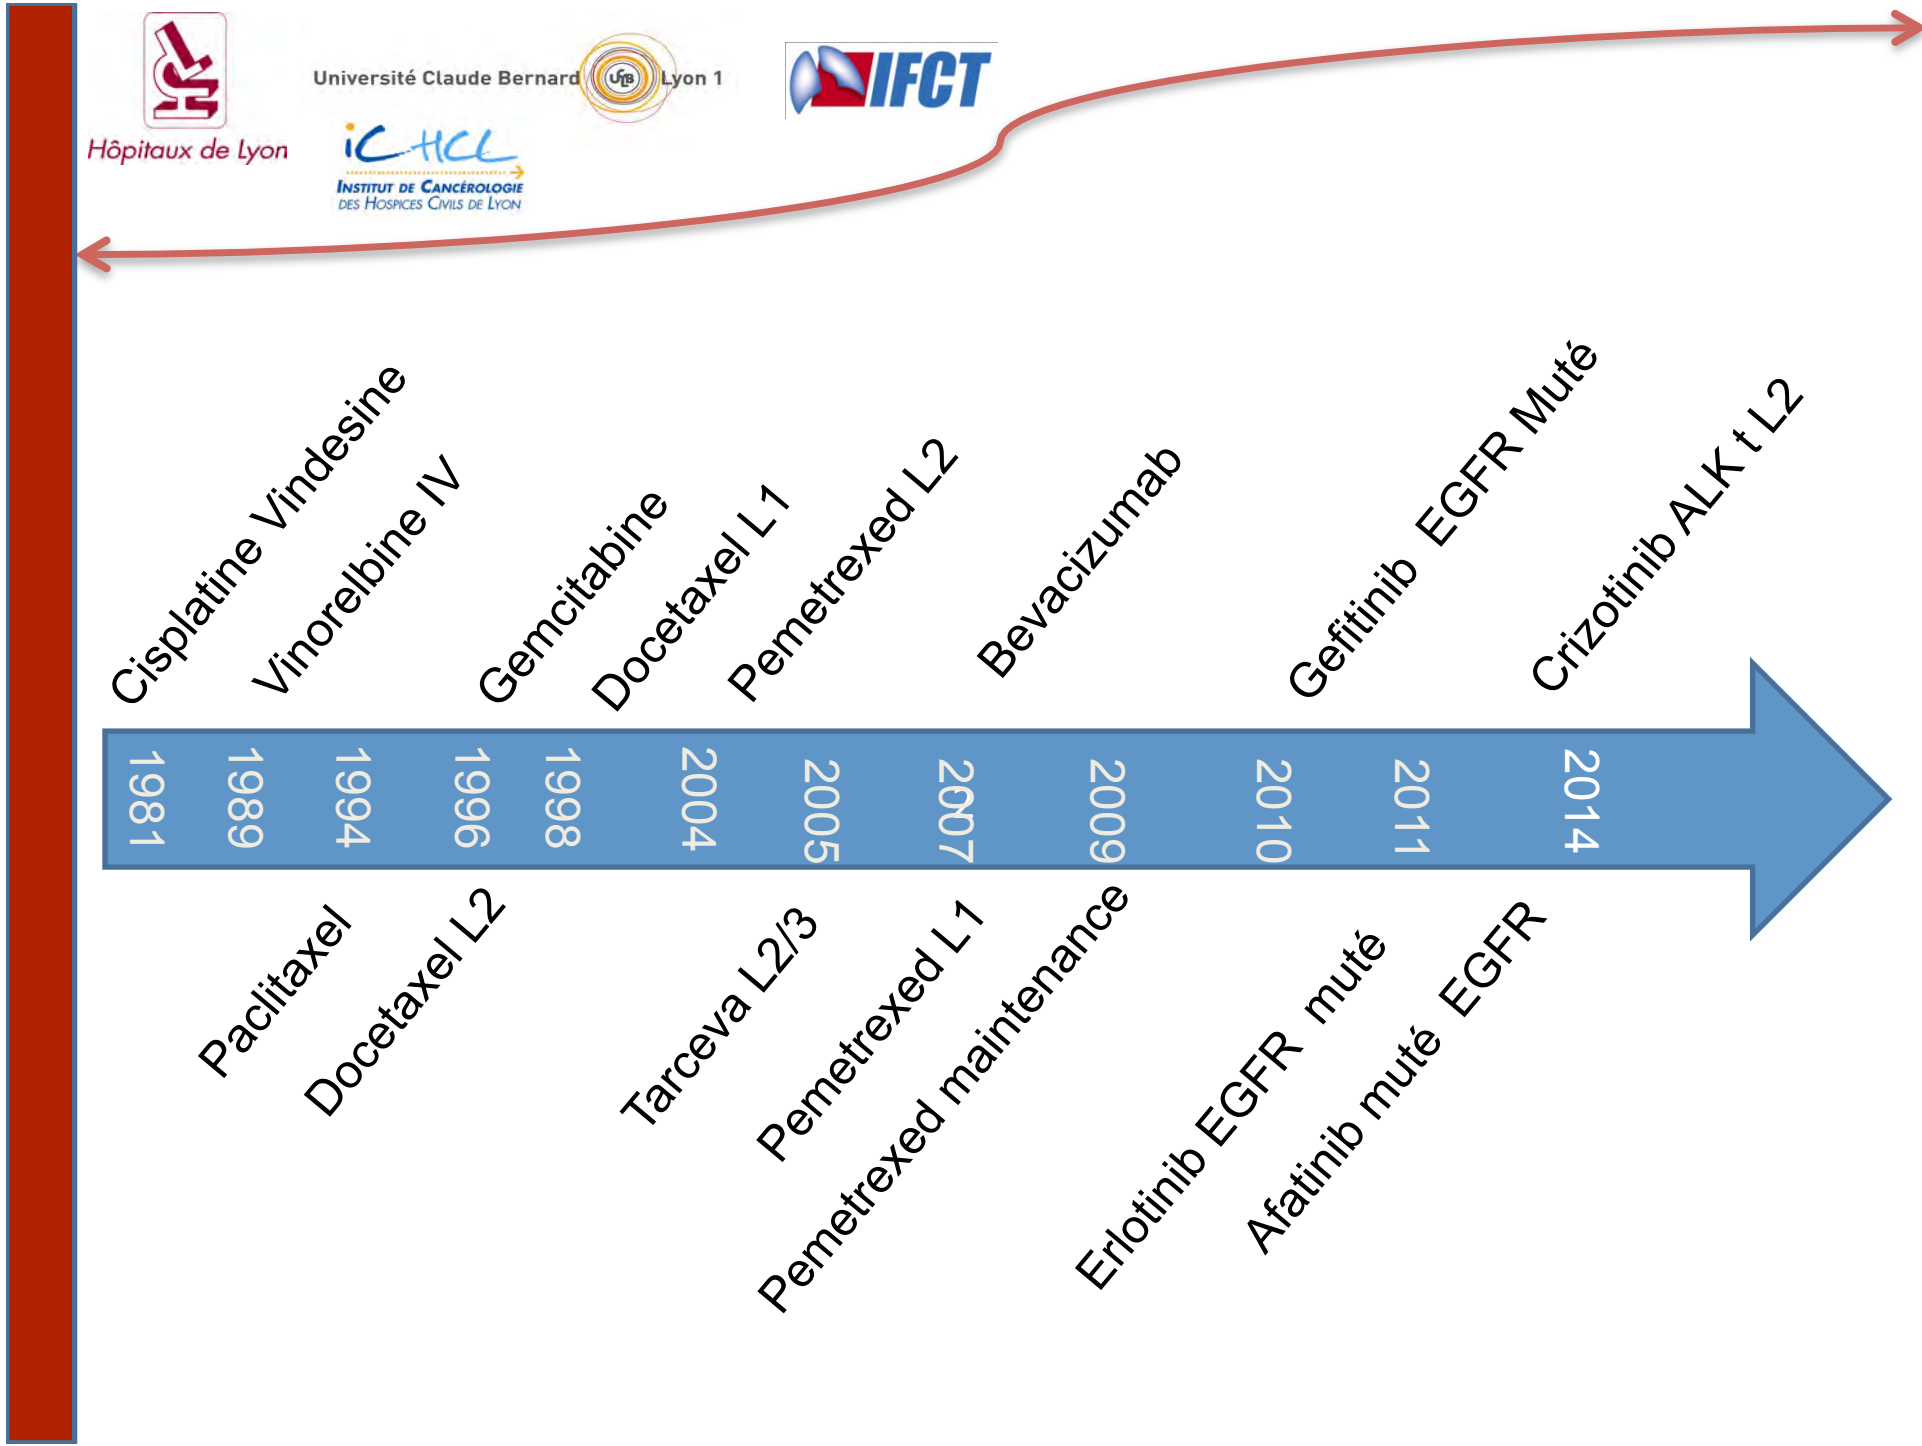 Hôpitaux de Lyon
Université Claude Bernard UCB Lyon 1
iC HCL
INSTITUT DE CANCÉROLOGIE
DES HOSPICES CIVILS DE LYON
IFCT
Cisplatine Vindesine
Vinorelbine IV
Gemcitabine
Docetaxel L1
Pemetrexed L2
Bevacizumab
Gefitinib EGFR Muté
Crizotinib ALK t L2
1981
1989
1994
1996
1998
2004
2005
2007
2009
2010
2011
2014
Paclitaxel
Docetaxel L2
Tarceva L2/3
Pemetrexed L1
Pemetrexed maintenance
Erlotinib EGFR muté
Afatinib muté EGFR